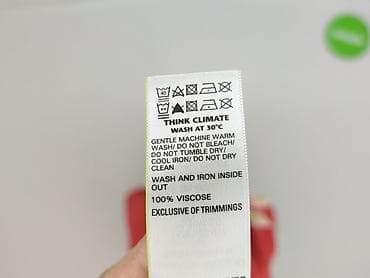 THINK CLIMATE
WASH AT 30°C
GENTLE MACHINE WARM
WASH/ DO NOT BLEACH/
DO NOT TUMBLE DRY/
COOL IRON/ DO NOT DRY
CLEAN
WASH AND IRON INSIDE
OUT
100% VISCOSE
EXCLUSIVE OF TRIMMINGS